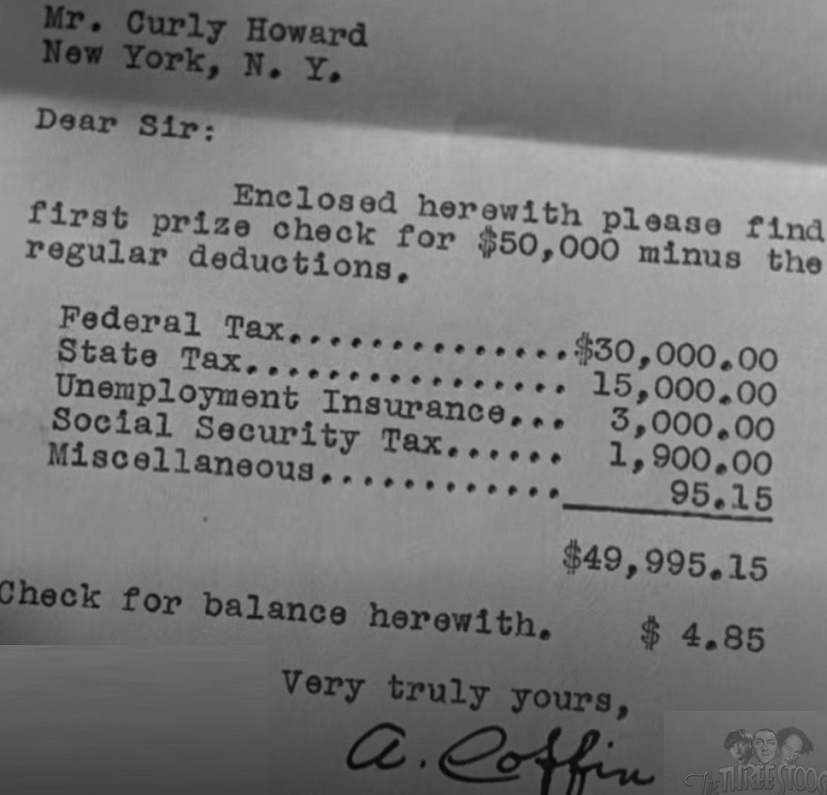 Mr. Curly Howard
New York, N. Y.
Dear Sir:
Enclosed herewith please find
first prize check for $50,000 minus the
regular deductions.
Federal Tax...............$30,000.00
State Tax................. 15,000.00
Unemployment Insurance... 3,000.00
Social Security Tax...... 1,900.00
Miscellaneous............. 95.15
$49,995.15
Check for balance herewith. $ 4.85
Very truly yours,
A. Coffin
The THREE STOOG